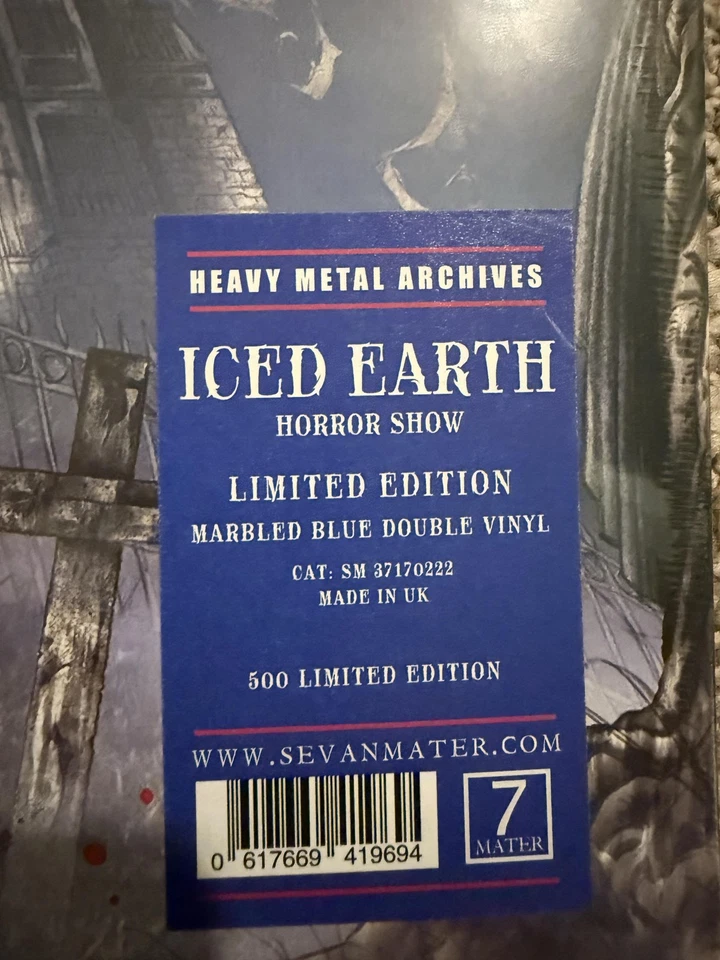 HEAVY METAL ARCHIVES
ICED EARTH
HORROR SHOW
LIMITED EDITION
MARBLED BLUE DOUBLE VINYL
CAT: SM 37170222
MADE IN UK
500 LIMITED EDITION
WWW.SEVANMATER.COM
0 617669 419694
7
MATER